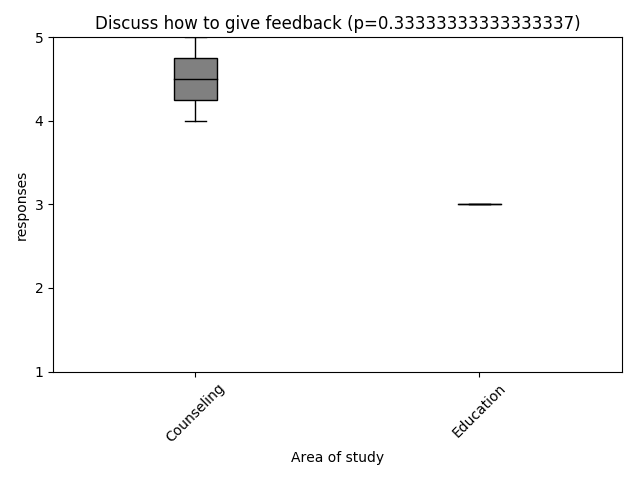 Discuss how to give feedback (p=0.33333333333333337)
5
4
3
2
1
responses
Counseling
Education
Area of study